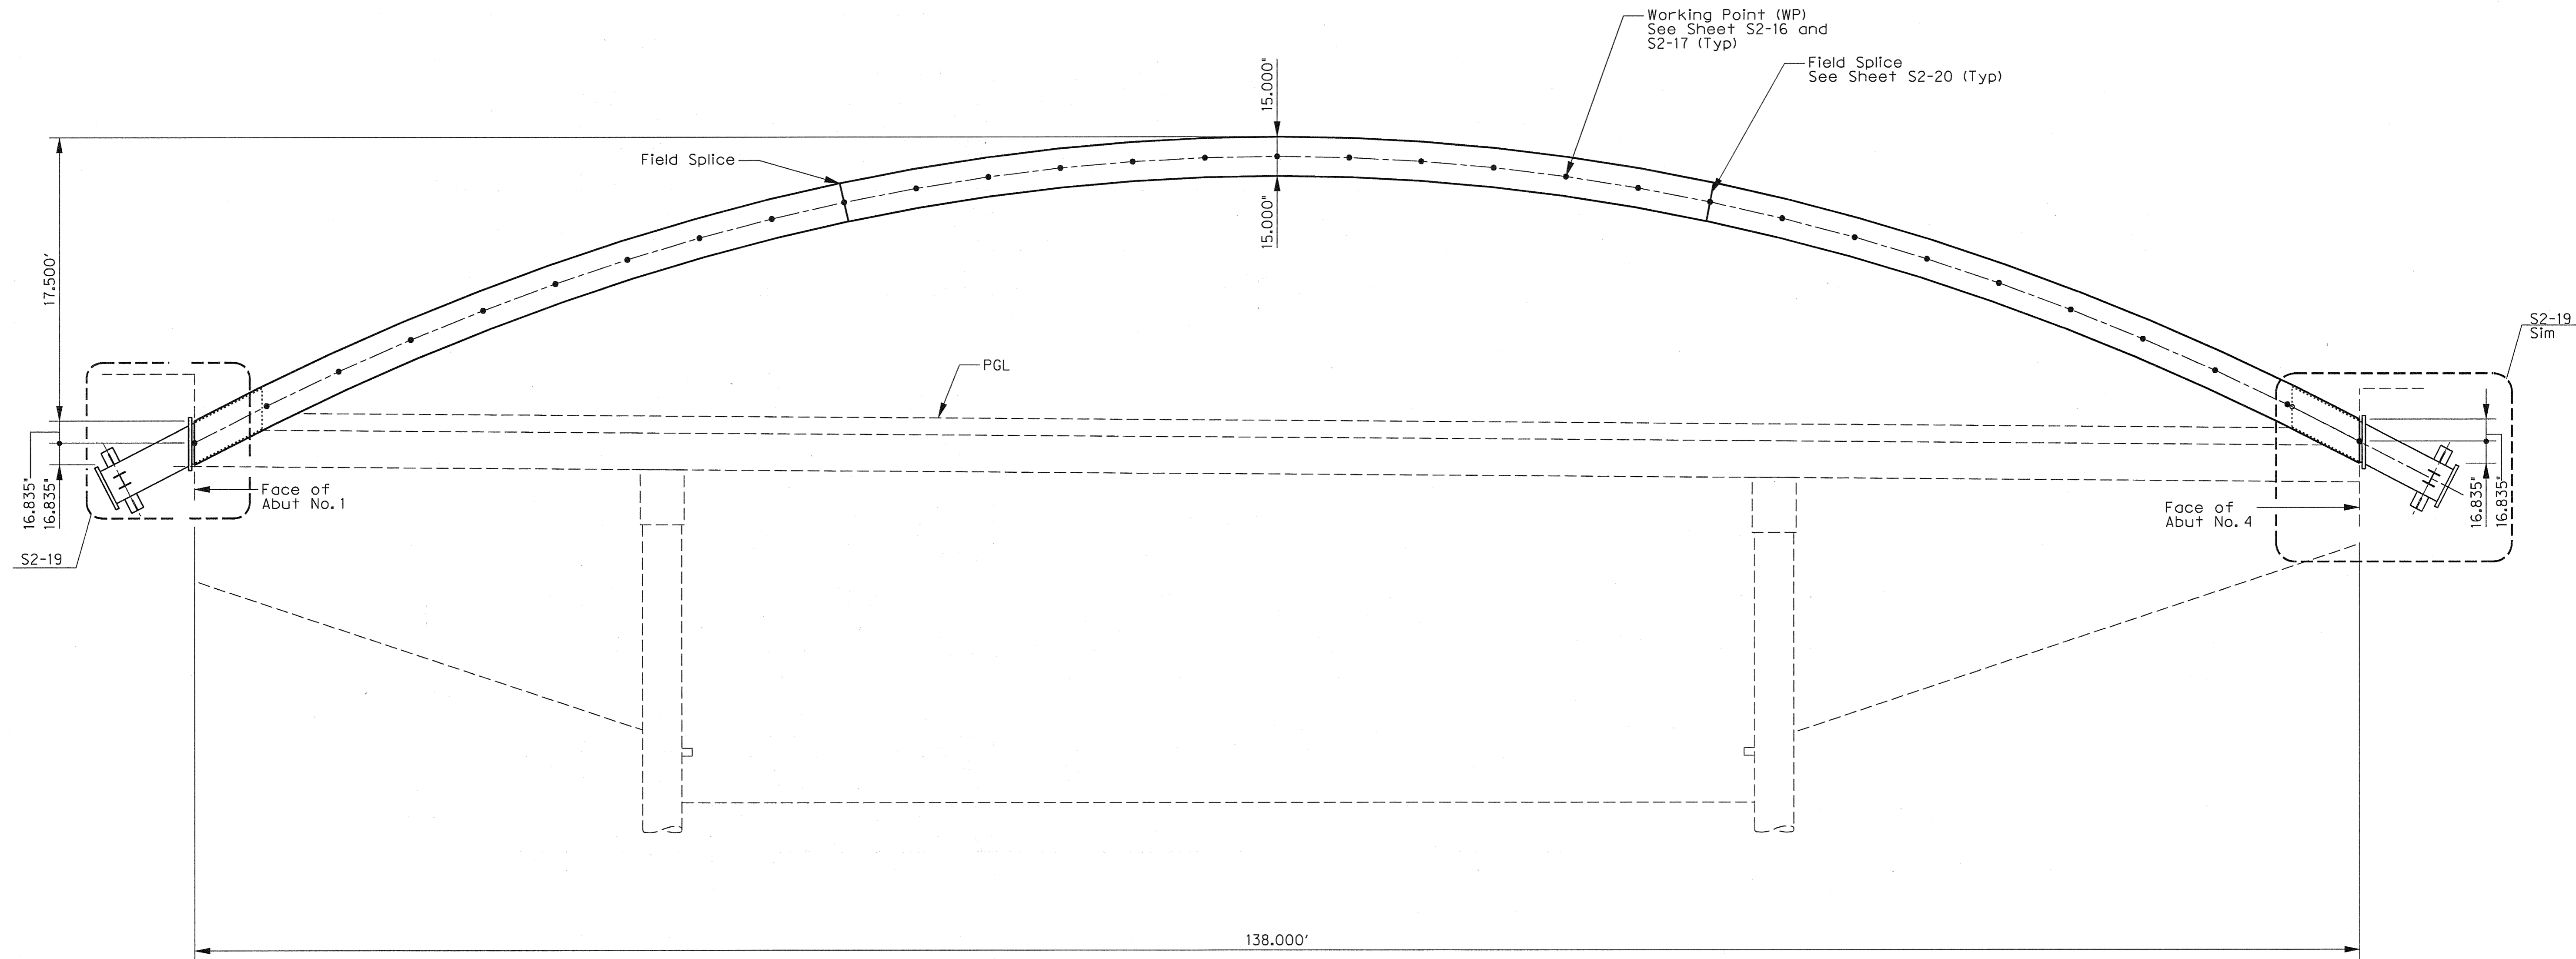 Working Point (WP)
See Sheet S2-16 and
S2-17 (Typ)
Field Splice
See Sheet S2-20 (Typ)
15.000"
Field Splice
15.000"
17.500'
S2-19
Sim
PGL
16.835"
16.835"
Face of
Abut No. 1
Face of
Abut No. 4
16.835"
16.835"
S2-19
138.000'